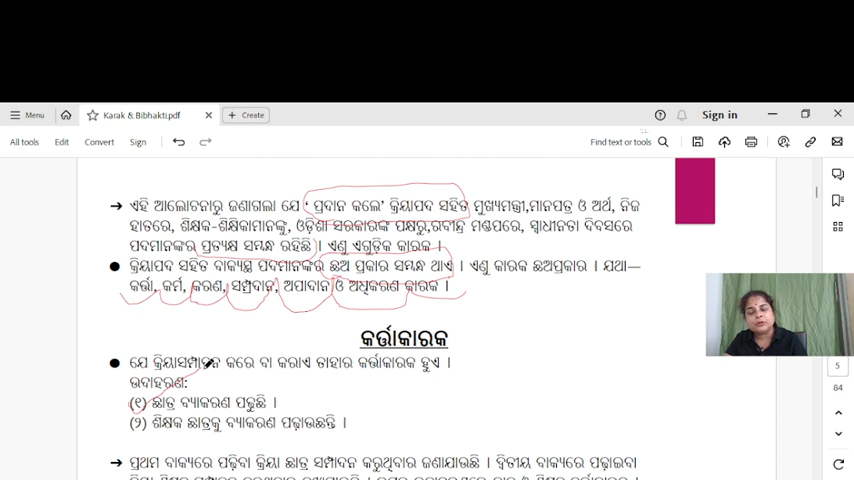 Menu
Karak & Bibhakti.pdf
Create
Sign in
All tools Edit Convert Sign
Find text or tools
ଏହି ଆଲୋଚନାରୁ ଜଣାଗଲା ଯେ ‘ ପ୍ରଦାନ କଲେ’ କ୍ରିୟାପଦ ସହିତ ମୁଖ୍ୟମନ୍ତ୍ରୀ,ମାନପତ୍ର ଓ ଅର୍ଥ, ନିଜ
ହାତରେ, ଶିକ୍ଷକ-ଶିକ୍ଷିକାମାନଙ୍କୁ, ଓଡ଼ିଶା ସରକାରଙ୍କ ପକ୍ଷରୁ,ରବୀନ୍ଦ୍ର ମଣ୍ଡପରେ, ସ୍ୱାଧୀନତା ଦିବସରେ
ପଦମାନଙ୍କର ପ୍ରତ୍ୟକ୍ଷ ସମ୍ବନ୍ଧ ରହିଛି । ଏଣୁ ଏଗୁଡ଼ିକ କାରକ ।
● କ୍ରିୟାପଦ ସହିତ ବାକ୍ୟସ୍ଥ ପଦମାନଙ୍କର ଛଅ ପ୍ରକାର ସମ୍ବନ୍ଧ ଥାଏ । ଏଣୁ କାରକ ଛଅପ୍ରକାର । ଯଥା—
କର୍ତ୍ତା, କର୍ମ, କରଣ, ସମ୍ପ୍ରଦାନ, ଅପାଦାନ ଓ ଅଧିକରଣ କାରକ ।
କର୍ତ୍ତାକାରକ
● ଯେ କ୍ରିୟାସମ୍ପାଦନ କରେ ବା କରାଏ ତାହାର କର୍ତ୍ତାକାରକ ହୁଏ ।
ଉଦାହରଣ:
(୧) ଛାତ୍ର ବ୍ୟାକରଣ ପଢୁଛି ।
(୨) ଶିକ୍ଷକ ଛାତ୍ରକୁ ବ୍ୟାକରଣ ପଢ଼ାଉଛନ୍ତି ।
ପ୍ରଥମ ବାକ୍ୟରେ ପଢ଼ିବା କ୍ରିୟା ଛାତ୍ର ସମ୍ପାଦନ କରୁଥିବାର ଜଣାଯାଉଛି । ଦ୍ୱିତୀୟ ବାକ୍ୟରେ ପଢ଼ାଇବା
5
84